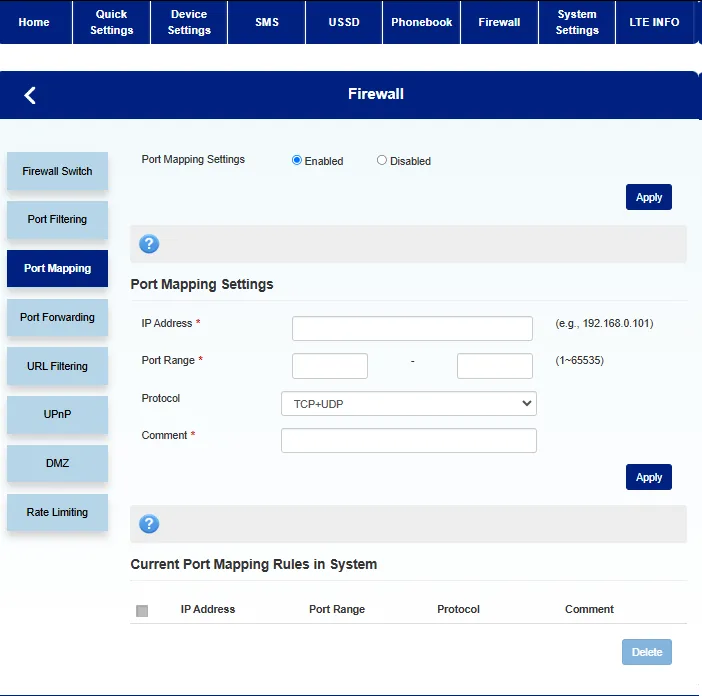 Home Quick Settings Device Settings SMS USSD Phonebook Firewall System Settings LTE INFO
Firewall
Firewall Switch
Port Filtering
Port Mapping
Port Forwarding
URL Filtering
UPnP
DMZ
Rate Limiting
Port Mapping Settings Enabled Disabled
Apply
?
Port Mapping Settings
IP Address * (e.g., 192.168.0.101)
Port Range * - (1~65535)
Protocol TCP+UDP
Comment *
Apply
?
Current Port Mapping Rules in System
IP Address Port Range Protocol Comment
Delete